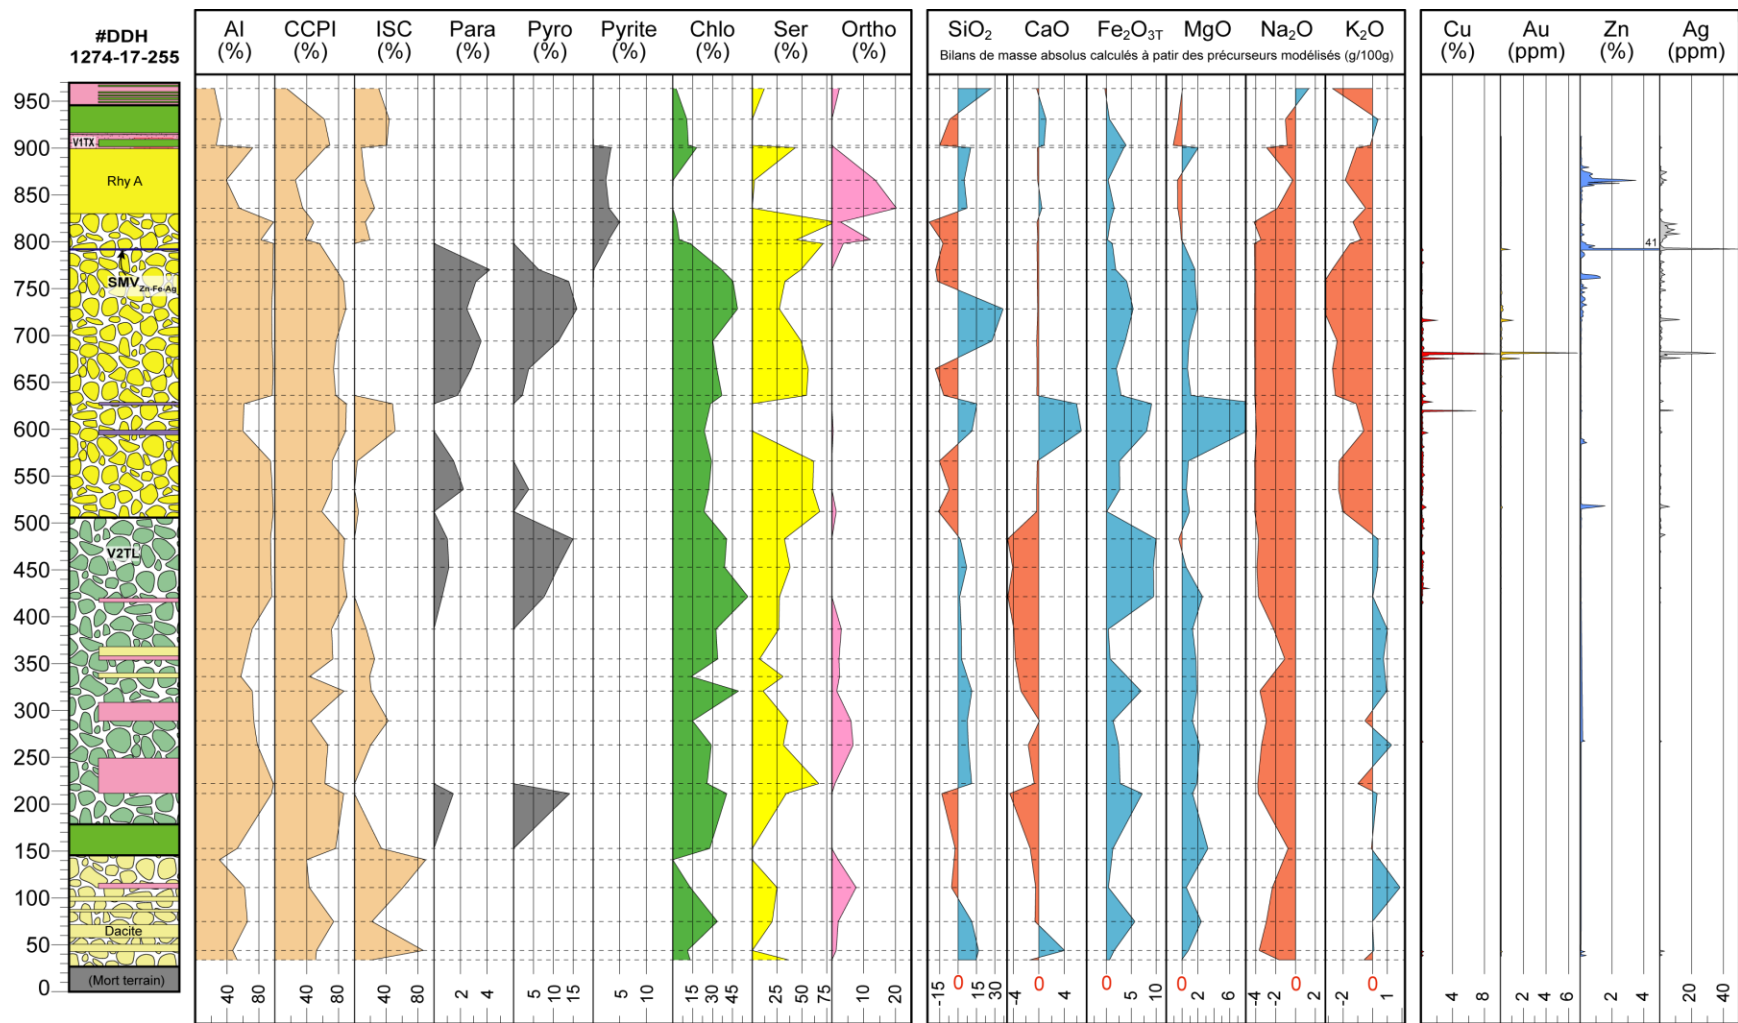 #DDH
1274-17-255
AI
(%)
CCPI
(%)
ISC
(%)
Para
(%)
Pyro
(%)
Pyrite
(%)
Chlo
(%)
Ser
(%)
Ortho
(%)
SiO₂
CaO
Fe₂O₃T
MgO
Na₂O
K₂O
Bilans de masse absolus calculés à patir des précurseurs modélisés (g/100g)
Cu
(%)
Au
(ppm)
Zn
(%)
Ag
(ppm)
950
900
850
800
750
700
650
600
550
500
450
400
350
300
250
200
150
100
50
0
V1TX
Rhy A
SMV Zn-Fe-Ag
V2TL
Dacite
(Mort terrain)
41
40 80
40 80
40 80
2 4
5 10 15
5 10
15 30 45
25 50 75
10 20
-15 0 15 30
-4 0 4
0 5 10
0 2 6
-4 -2 0 2
-2 0 1
4 8
2 4 6
2 4
20 40